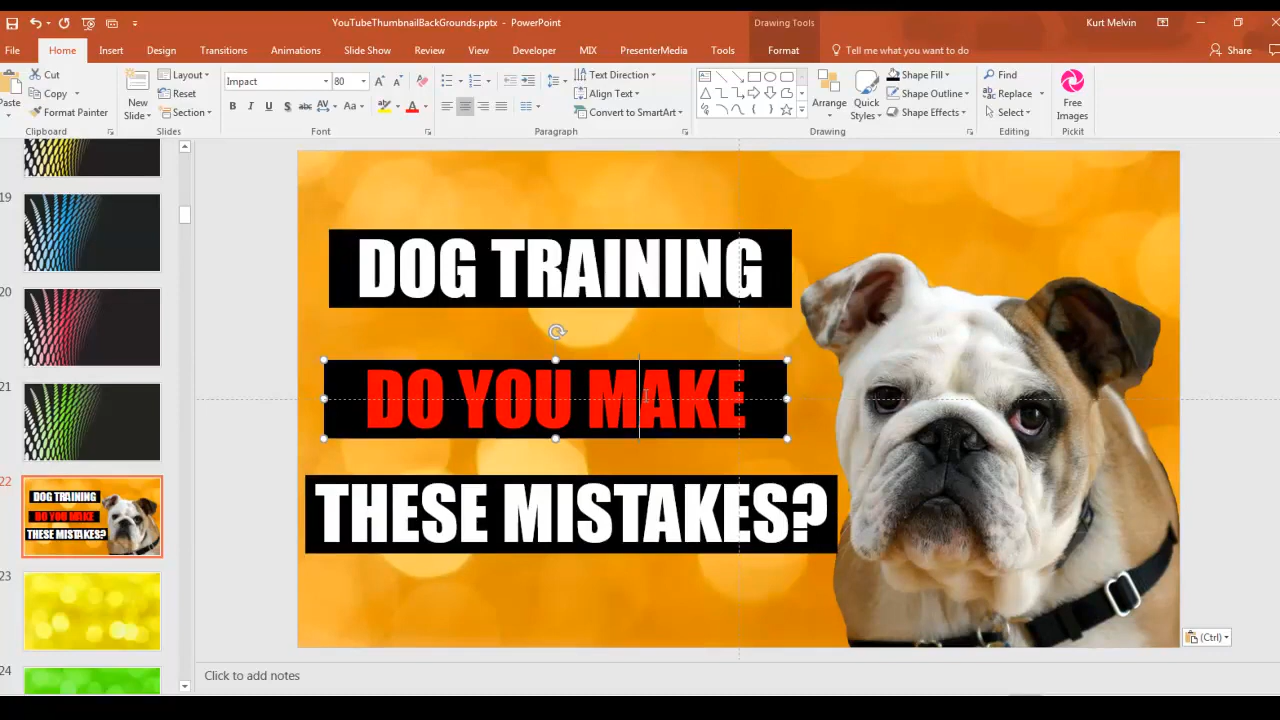 YouTubeThumbnailBackGrounds.pptx - PowerPoint
Drawing Tools
Kurt Melvin
File Home Insert Design Transitions Animations Slide Show Review View Developer MIX PresenterMedia Tools Format Tell me what you want to do Share
Paste
Cut
Copy
Format Painter
Clipboard
New Slide
Layout
Reset
Section
Slides
Impact 80
B I U S abc AV Aa A
Font
Text Direction
Align Text
Convert to SmartArt
Paragraph
Arrange
Quick Styles
Shape Fill
Shape Outline
Shape Effects
Drawing
Find
Replace
Select
Editing
Free Images
Pickit
19
20
21
22
DOG TRAINING
DO YOU MAKE
THESE MISTAKES?
23
24
DOG TRAINING
DO YOU MAKE
THESE MISTAKES?
(Ctrl)
Click to add notes